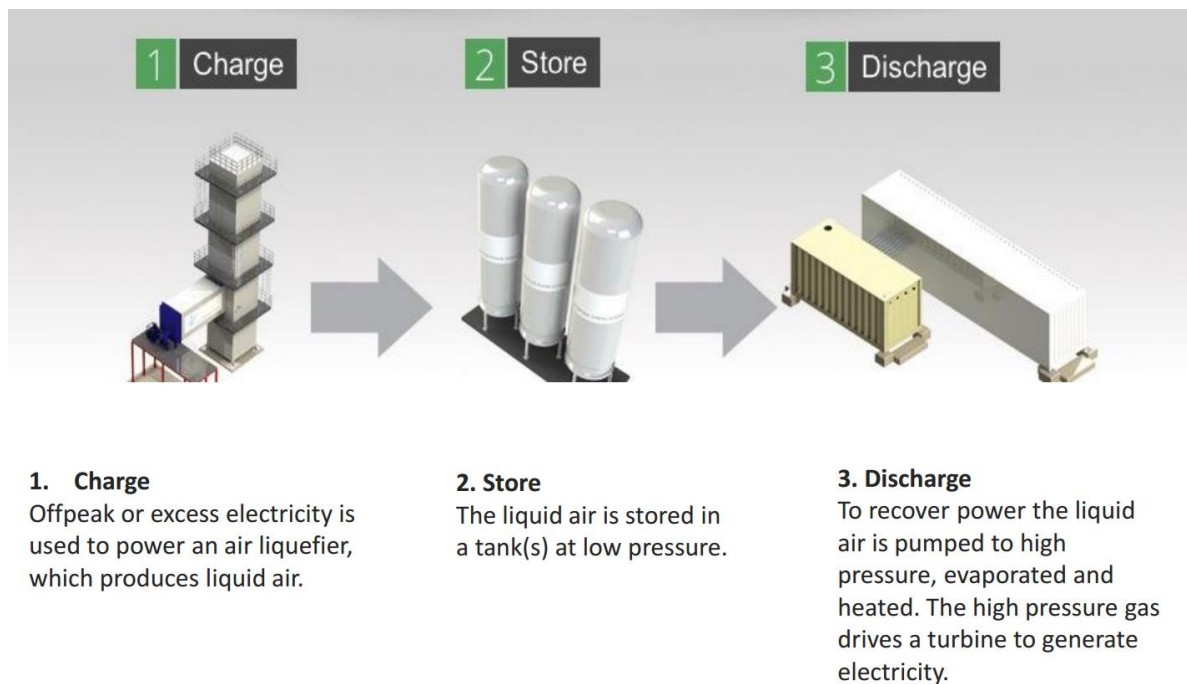 1 Charge
2 Store
3 Discharge
1. Charge
Offpeak or excess electricity is
used to power an air liquefier,
which produces liquid air.
2. Store
The liquid air is stored in
a tank(s) at low pressure.
3. Discharge
To recover power the liquid
air is pumped to high
pressure, evaporated and
heated. The high pressure gas
drives a turbine to generate
electricity.